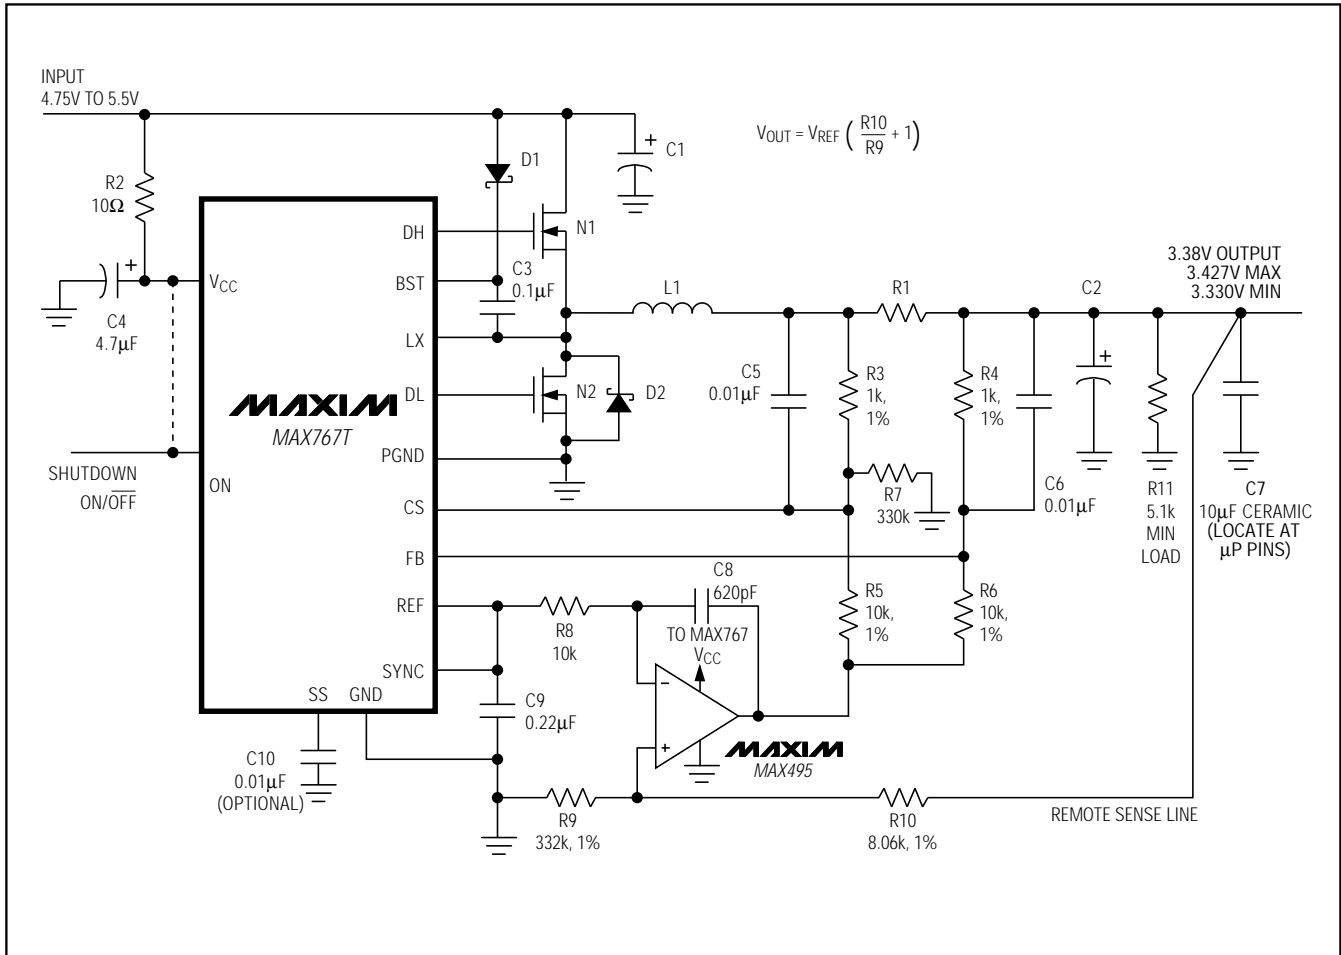 INPUT
4.75V TO 5.5V
V_OUT = V_REF ( R10 / R9 + 1 )
D1
C1
R2
10Ω
DH
N1
C3
0.1µF
V_CC
BST
C4
4.7µF
LX
L1
R1
C2
3.38V OUTPUT
3.427V MAX
3.330V MIN
MAXIM
MAX767T
DL
N2
D2
C5
0.01µF
R3
1k,
1%
R4
1k,
1%
PGND
SHUTDOWN
ON/O̅F̅F̅
ON
CS
R7
330k
C6
0.01µF
R11
5.1k
MIN
LOAD
C7
10µF CERAMIC
(LOCATE AT
µP PINS)
FB
REF
R8
10k
C8
620pF
TO MAX767
V_CC
R5
10k,
1%
R6
10k,
1%
SYNC
SS
GND
C9
0.22µF
−
+
MAXIM
MAX495
C10
0.01µF
(OPTIONAL)
R9
332k, 1%
R10
8.06k, 1%
REMOTE SENSE LINE